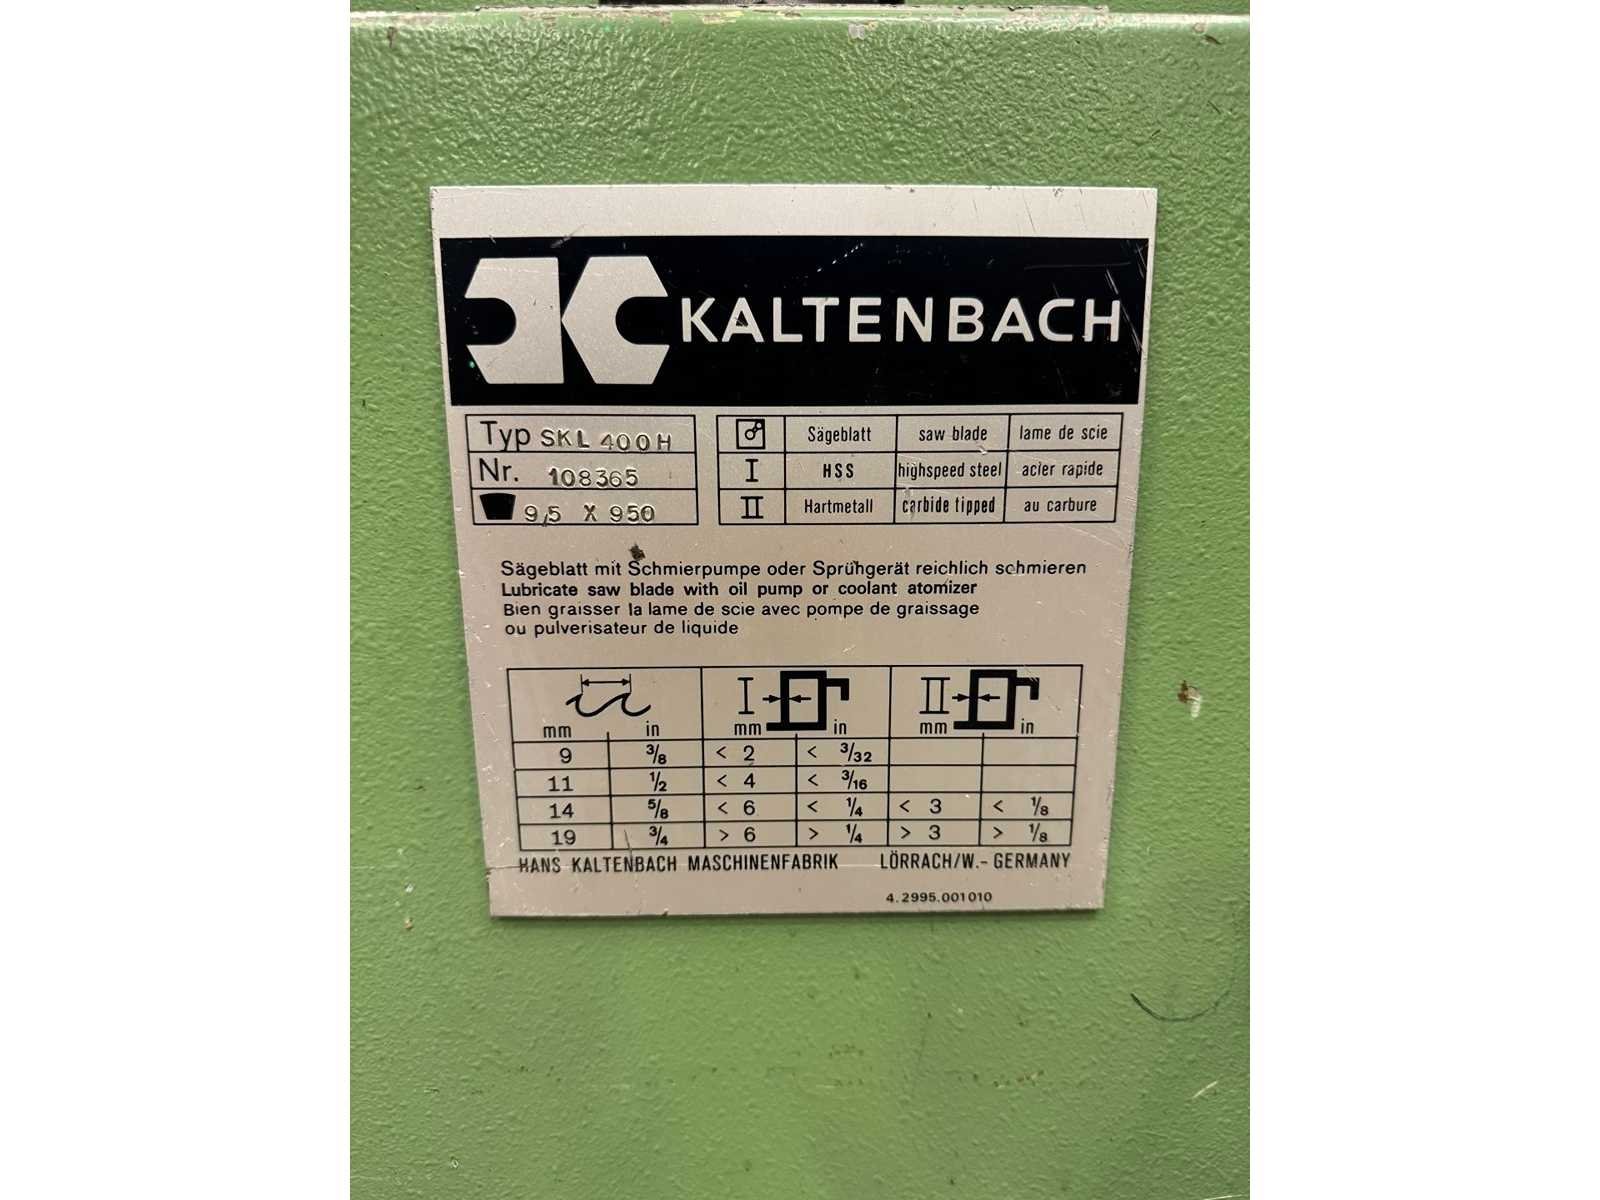 KALTENBACH
Typ SKL 400H
Nr. 108365
9,5 X 950
Sägeblatt saw blade lame de scie
I HSS highspeed steel acier rapide
II Hartmetall carbide tipped au carbure
Sägeblatt mit Schmierpumpe oder Sprühgerät reichlich schmieren
Lubricate saw blade with oil pump or coolant atomizer
Bien graisser la lame de scie avec pompe de graissage
ou pulverisateur de liquide
I II
mm in mm in mm in
9 3/8 < 2 < 3/32
11 1/2 < 4 < 3/16
14 5/8 < 6 < 1/4 < 3 < 1/8
19 3/4 > 6 > 1/4 > 3 > 1/8
HANS KALTENBACH MASCHINENFABRIK LÖRRACH/W.- GERMANY
4.2995.001010